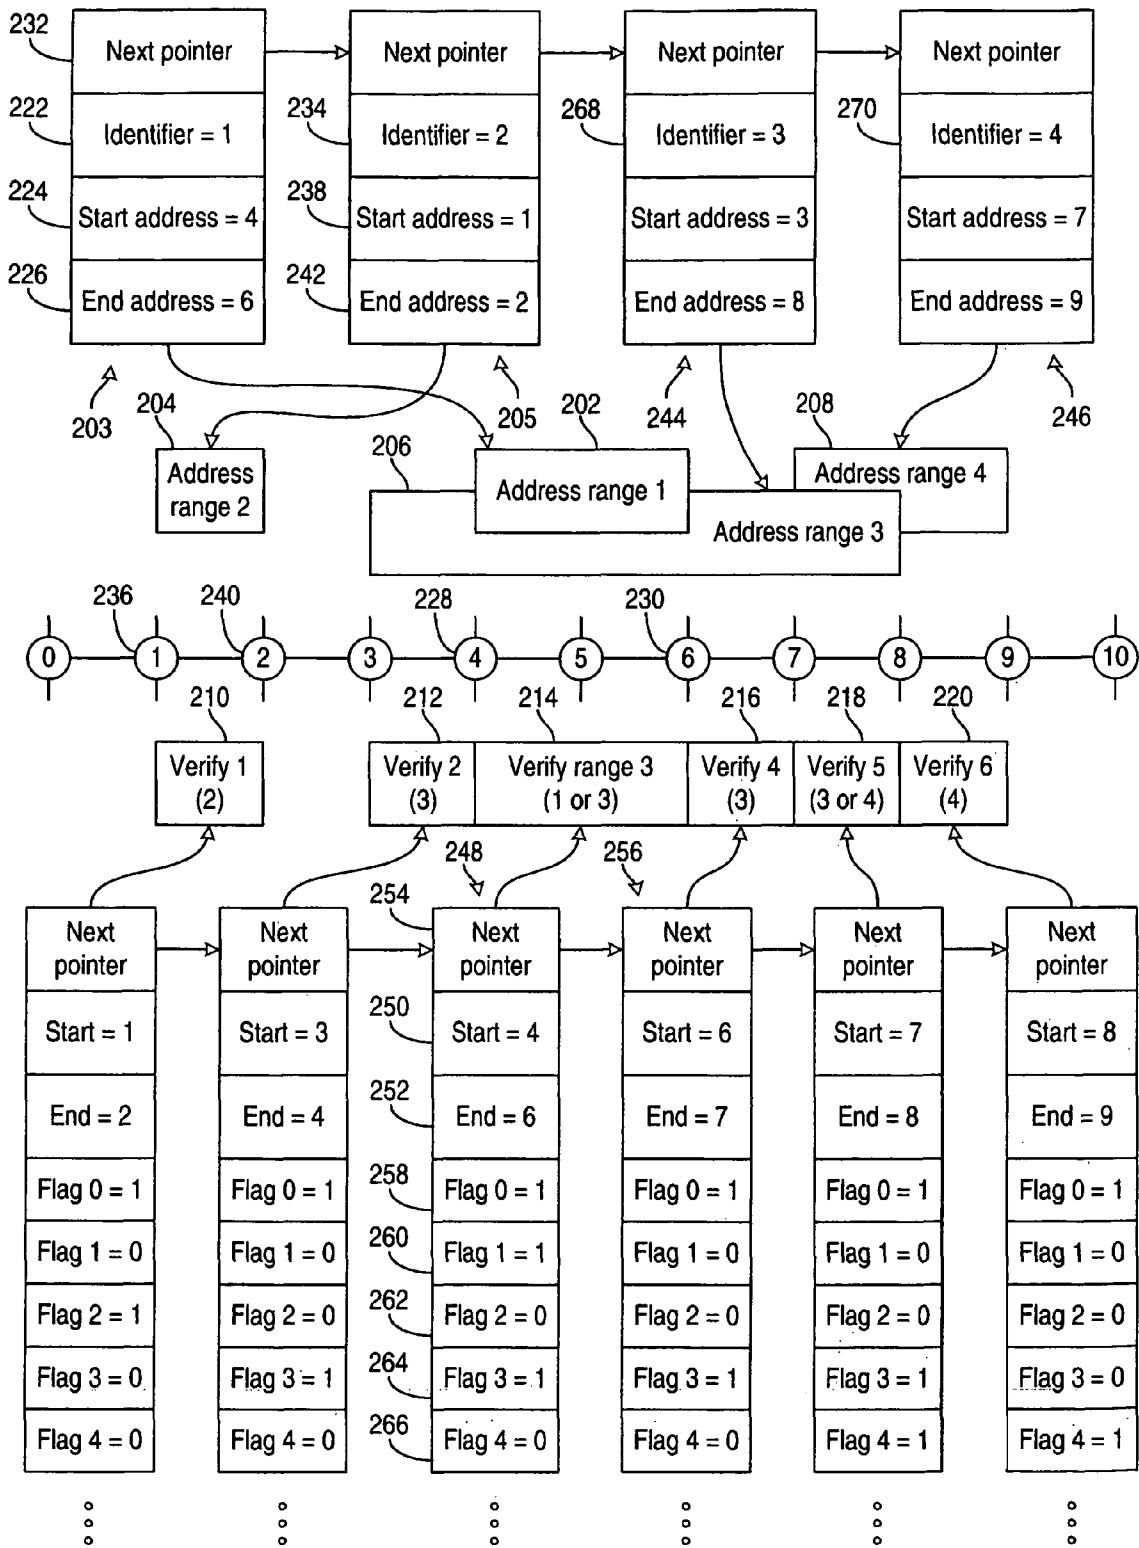 232
Next pointer
Next pointer
Next pointer
Next pointer
222
234
268
270
Identifier = 1
Identifier = 2
Identifier = 3
Identifier = 4
224
238
Start address = 4
Start address = 1
Start address = 3
Start address = 7
226
242
End address = 6
End address = 2
End address = 8
End address = 9
203
204
205
202
244
208
246
206
Address
range 2
Address range 1
Address range 4
Address range 3
236
240
228
230
0
1
2
3
4
5
6
7
8
9
10
210
212
214
216
218
220
Verify 1
(2)
Verify 2
(3)
Verify range 3
(1 or 3)
Verify 4
(3)
Verify 5
(3 or 4)
Verify 6
(4)
248
256
254
Next
pointer
Next
pointer
Next
pointer
Next
pointer
Next
pointer
Next
pointer
250
Start = 1
Start = 3
Start = 4
Start = 6
Start = 7
Start = 8
252
End = 2
End = 4
End = 6
End = 7
End = 8
End = 9
258
Flag 0 = 1
Flag 0 = 1
Flag 0 = 1
Flag 0 = 1
Flag 0 = 1
Flag 0 = 1
260
Flag 1 = 0
Flag 1 = 0
Flag 1 = 1
Flag 1 = 0
Flag 1 = 0
Flag 1 = 0
262
Flag 2 = 1
Flag 2 = 0
Flag 2 = 0
Flag 2 = 0
Flag 2 = 0
Flag 2 = 0
264
Flag 3 = 0
Flag 3 = 1
Flag 3 = 1
Flag 3 = 1
Flag 3 = 1
Flag 3 = 0
266
Flag 4 = 0
Flag 4 = 0
Flag 4 = 0
Flag 4 = 0
Flag 4 = 1
Flag 4 = 1